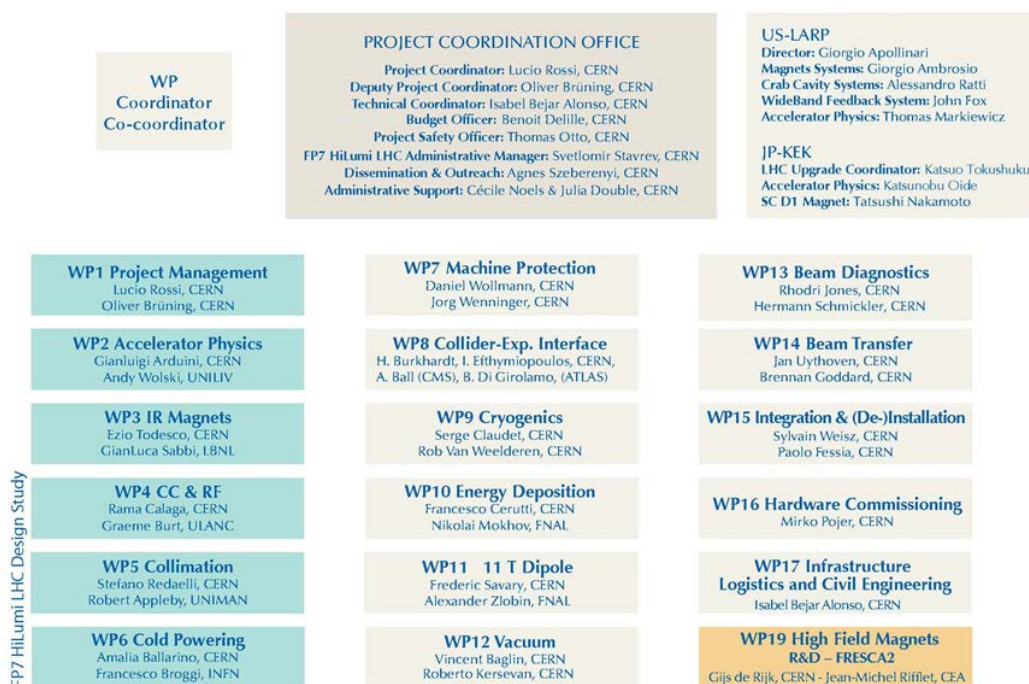 WP
Coordinator
Co-coordinator
PROJECT COORDINATION OFFICE
Project Coordinator: Lucio Rossi, CERN
Deputy Project Coordinator: Oliver Brüning, CERN
Technical Coordinator: Isabel Bejar Alonso, CERN
Budget Officer: Benoit Delille, CERN
Project Safety Officer: Thomas Otto, CERN
FP7 HiLumi LHC Administrative Manager: Svetlomir Stavrev, CERN
Dissemination & Outreach: Agnes Szeberenyi, CERN
Administrative Support: Cécile Noels & Julia Double, CERN
US-LARP
Director: Giorgio Apollinari
Magnets Systems: Giorgio Ambrosio
Crab Cavity Systems: Alessandro Ratti
WideBand Feedback System: John Fox
Accelerator Physics: Thomas Markiewicz
JP-KEK
LHC Upgrade Coordinator: Katsuo Tokushuku
Accelerator Physics: Katsunobu Oide
SC D1 Magnet: Tatsushi Nakamoto
FP7 HiLumi LHC Design Study
WP1 Project Management
Lucio Rossi, CERN
Oliver Brüning, CERN
WP2 Accelerator Physics
Gianluigi Arduini, CERN
Andy Wolski, UNILIV
WP3 IR Magnets
Ezio Todesco, CERN
GianLuca Sabbi, LBNL
WP4 CC & RF
Rama Calaga, CERN
Graeme Burt, ULANC
WP5 Collimation
Stefano Redaelli, CERN
Robert Appleby, UNIMAN
WP6 Cold Powering
Amalia Ballarino, CERN
Francesco Broggi, INFN
WP7 Machine Protection
Daniel Wollmann, CERN
Jorg Wenninger, CERN
WP8 Collider-Exp. Interface
H. Burkhardt, I. Efthymiopoulos, CERN,
A. Ball (CMS), B. Di Girolamo, (ATLAS)
WP9 Cryogenics
Serge Claudet, CERN
Rob Van Weelderen, CERN
WP10 Energy Deposition
Francesco Cerutti, CERN
Nikolai Mokhov, FNAL
WP11 11 T Dipole
Frederic Savary, CERN
Alexander Zlobin, FNAL
WP12 Vacuum
Vincent Baglin, CERN
Roberto Kersevan, CERN
WP13 Beam Diagnostics
Rhodri Jones, CERN
Hermann Schmickler, CERN
WP14 Beam Transfer
Jan Uythoven, CERN
Brennan Goddard, CERN
WP15 Integration & (De-)Installation
Sylvain Weisz, CERN
Paolo Fessia, CERN
WP16 Hardware Commissioning
Mirko Pojer, CERN
WP17 Infrastructure
Logistics and Civil Engineering
Isabel Bejar Alonso, CERN
WP19 High Field Magnets
R&D – FRESCA2
Gijs de Rijk, CERN - Jean-Michel Rifflet, CEA